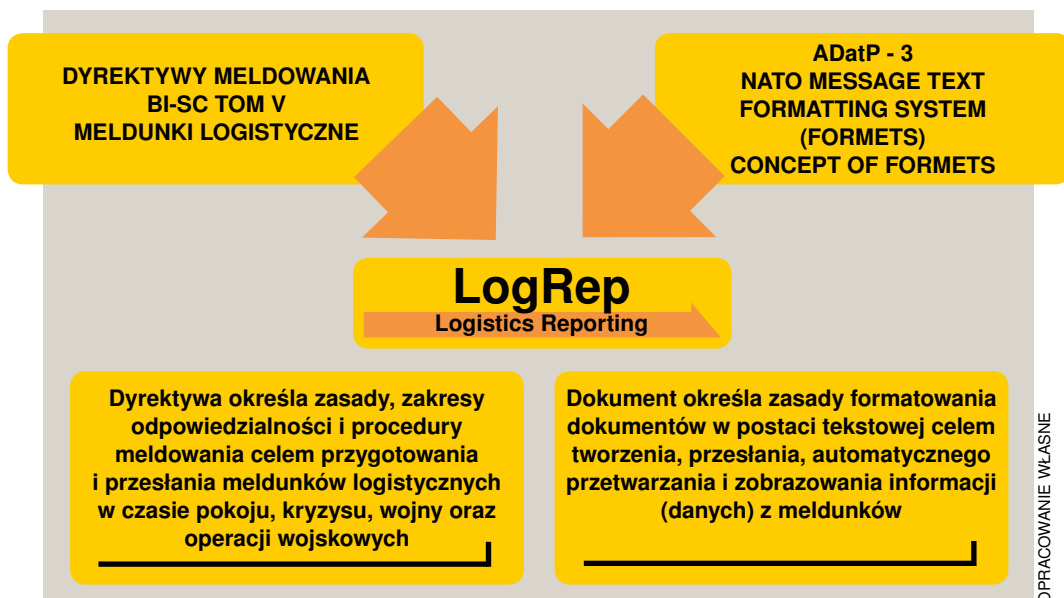 DYREKTYWY MELDOWANIA
BI-SC TOM V
MELDUNKI LOGISTYCZNE
ADatP - 3
NATO MESSAGE TEXT
FORMATTING SYSTEM
(FORMETS)
CONCEPT OF FORMETS
LogRep
Logistics Reporting
Dyrektywa określa zasady, zakresy
odpowiedzialności i procedury
meldowania celem przygotowania
i przesłania meldunków logistycznych
w czasie pokoju, kryzysu, wojny oraz
operacji wojskowych
Dokument określa zasady formatowania
dokumentów w postaci tekstowej celem
tworzenia, przesłania, automatycznego
przetwarzania i zobrazowania informacji
(danych) z meldunków
OPRACOWANIE WŁASNE